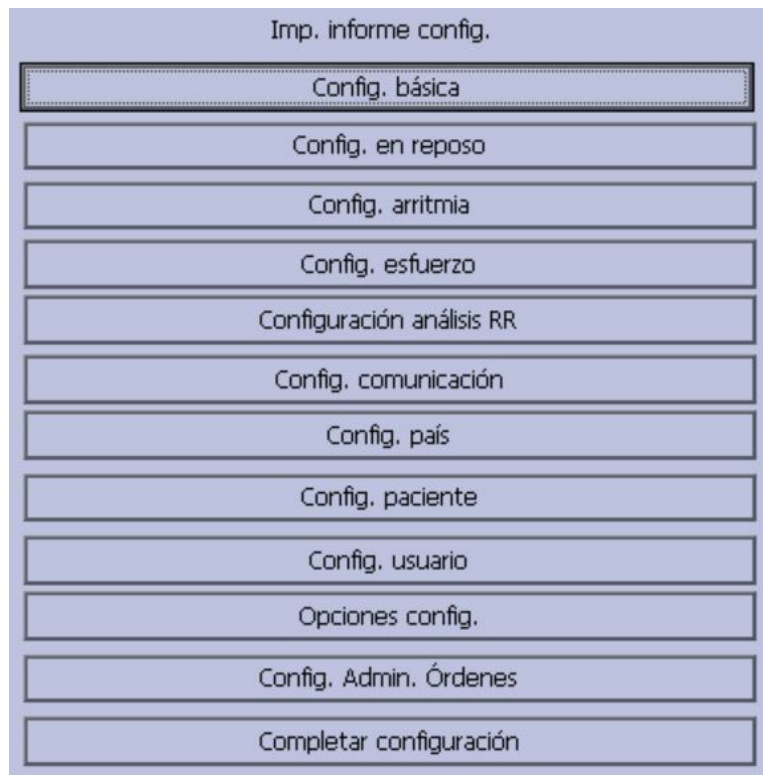 Imp. informe config.
Config. básica
Config. en reposo
Config. arritmia
Config. esfuerzo
Configuración análisis RR
Config. comunicación
Config. país
Config. paciente
Config. usuario
Opciones config.
Config. Admin. Órdenes
Completar configuración